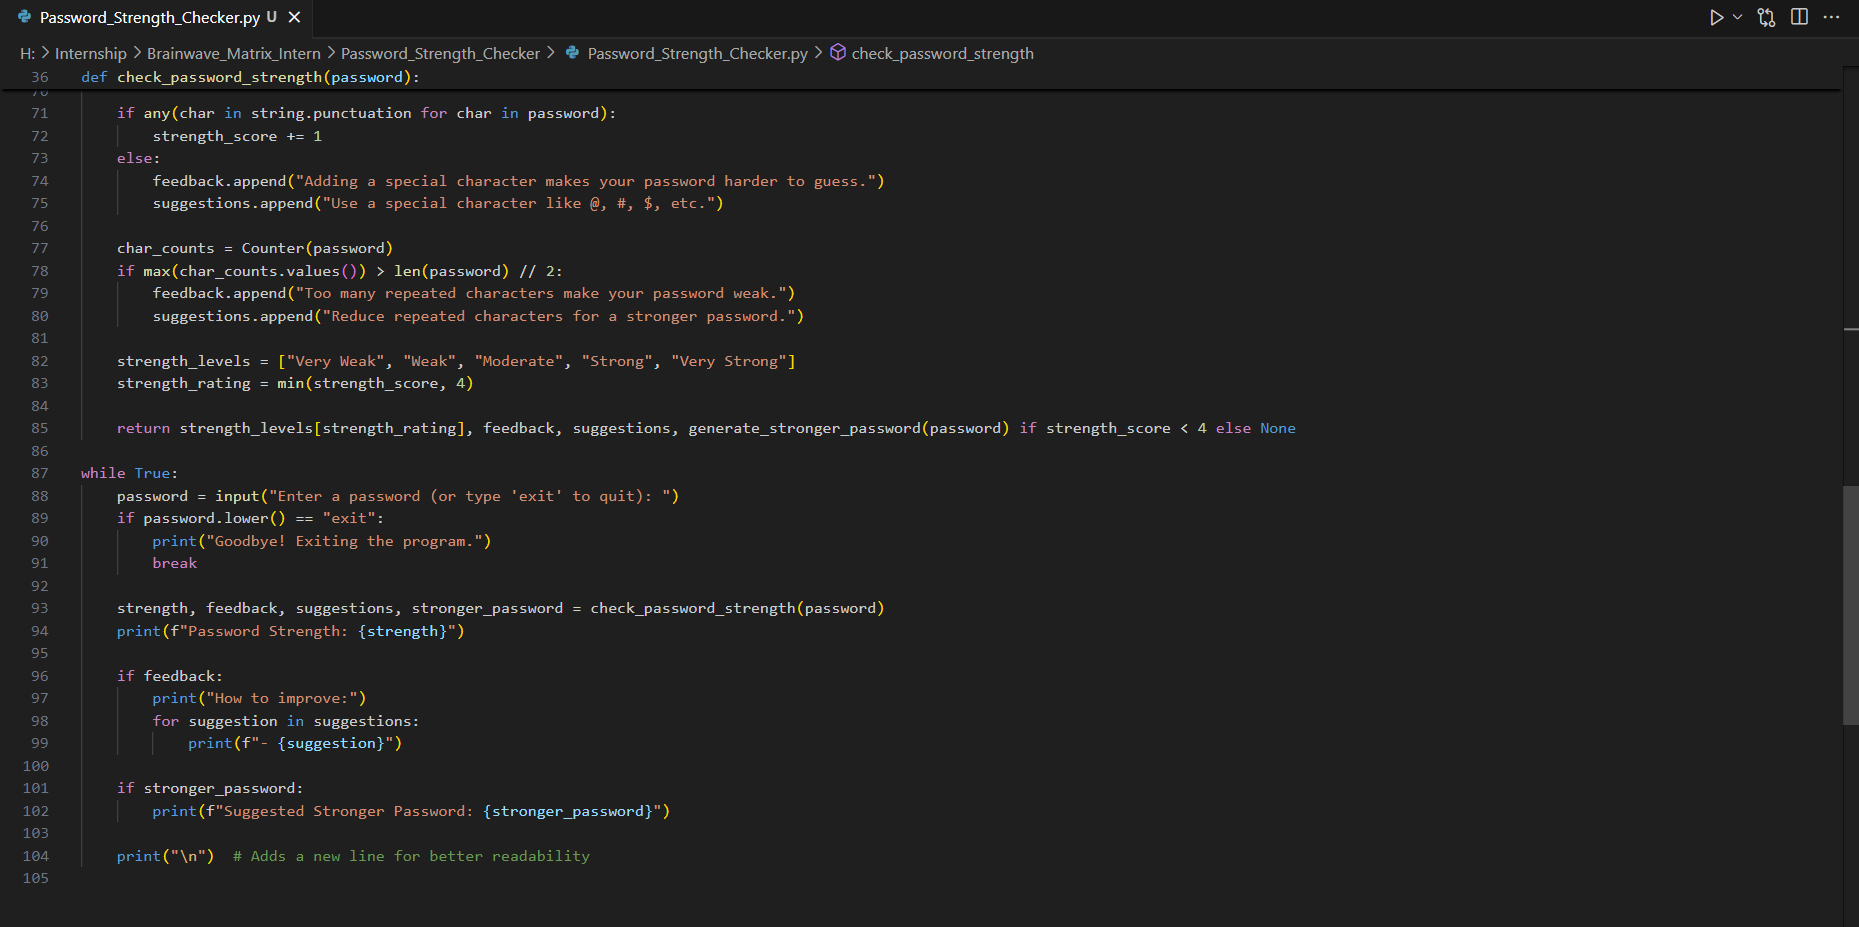 Password_Strength_Checker.py U
H: > Internship > Brainwave_Matrix_Intern > Password_Strength_Checker > Password_Strength_Checker.py > check_password_strength
36 def check_password_strength(password):
70
71     if any(char in string.punctuation for char in password):
72         strength_score += 1
73     else:
74         feedback.append("Adding a special character makes your password harder to guess.")
75         suggestions.append("Use a special character like @, #, $, etc.")
76
77     char_counts = Counter(password)
78     if max(char_counts.values()) > len(password) // 2:
79         feedback.append("Too many repeated characters make your password weak.")
80         suggestions.append("Reduce repeated characters for a stronger password.")
81
82     strength_levels = ["Very Weak", "Weak", "Moderate", "Strong", "Very Strong"]
83     strength_rating = min(strength_score, 4)
84
85     return strength_levels[strength_rating], feedback, suggestions, generate_stronger_password(password) if strength_score < 4 else None
86
87 while True:
88     password = input("Enter a password (or type 'exit' to quit): ")
89     if password.lower() == "exit":
90         print("Goodbye! Exiting the program.")
91         break
92
93     strength, feedback, suggestions, stronger_password = check_password_strength(password)
94     print(f"Password Strength: {strength}")
95
96     if feedback:
97         print("How to improve:")
98         for suggestion in suggestions:
99             print(f"- {suggestion}")
100
101     if stronger_password:
102         print(f"Suggested Stronger Password: {stronger_password}")
103
104     print("\n")  # Adds a new line for better readability
105